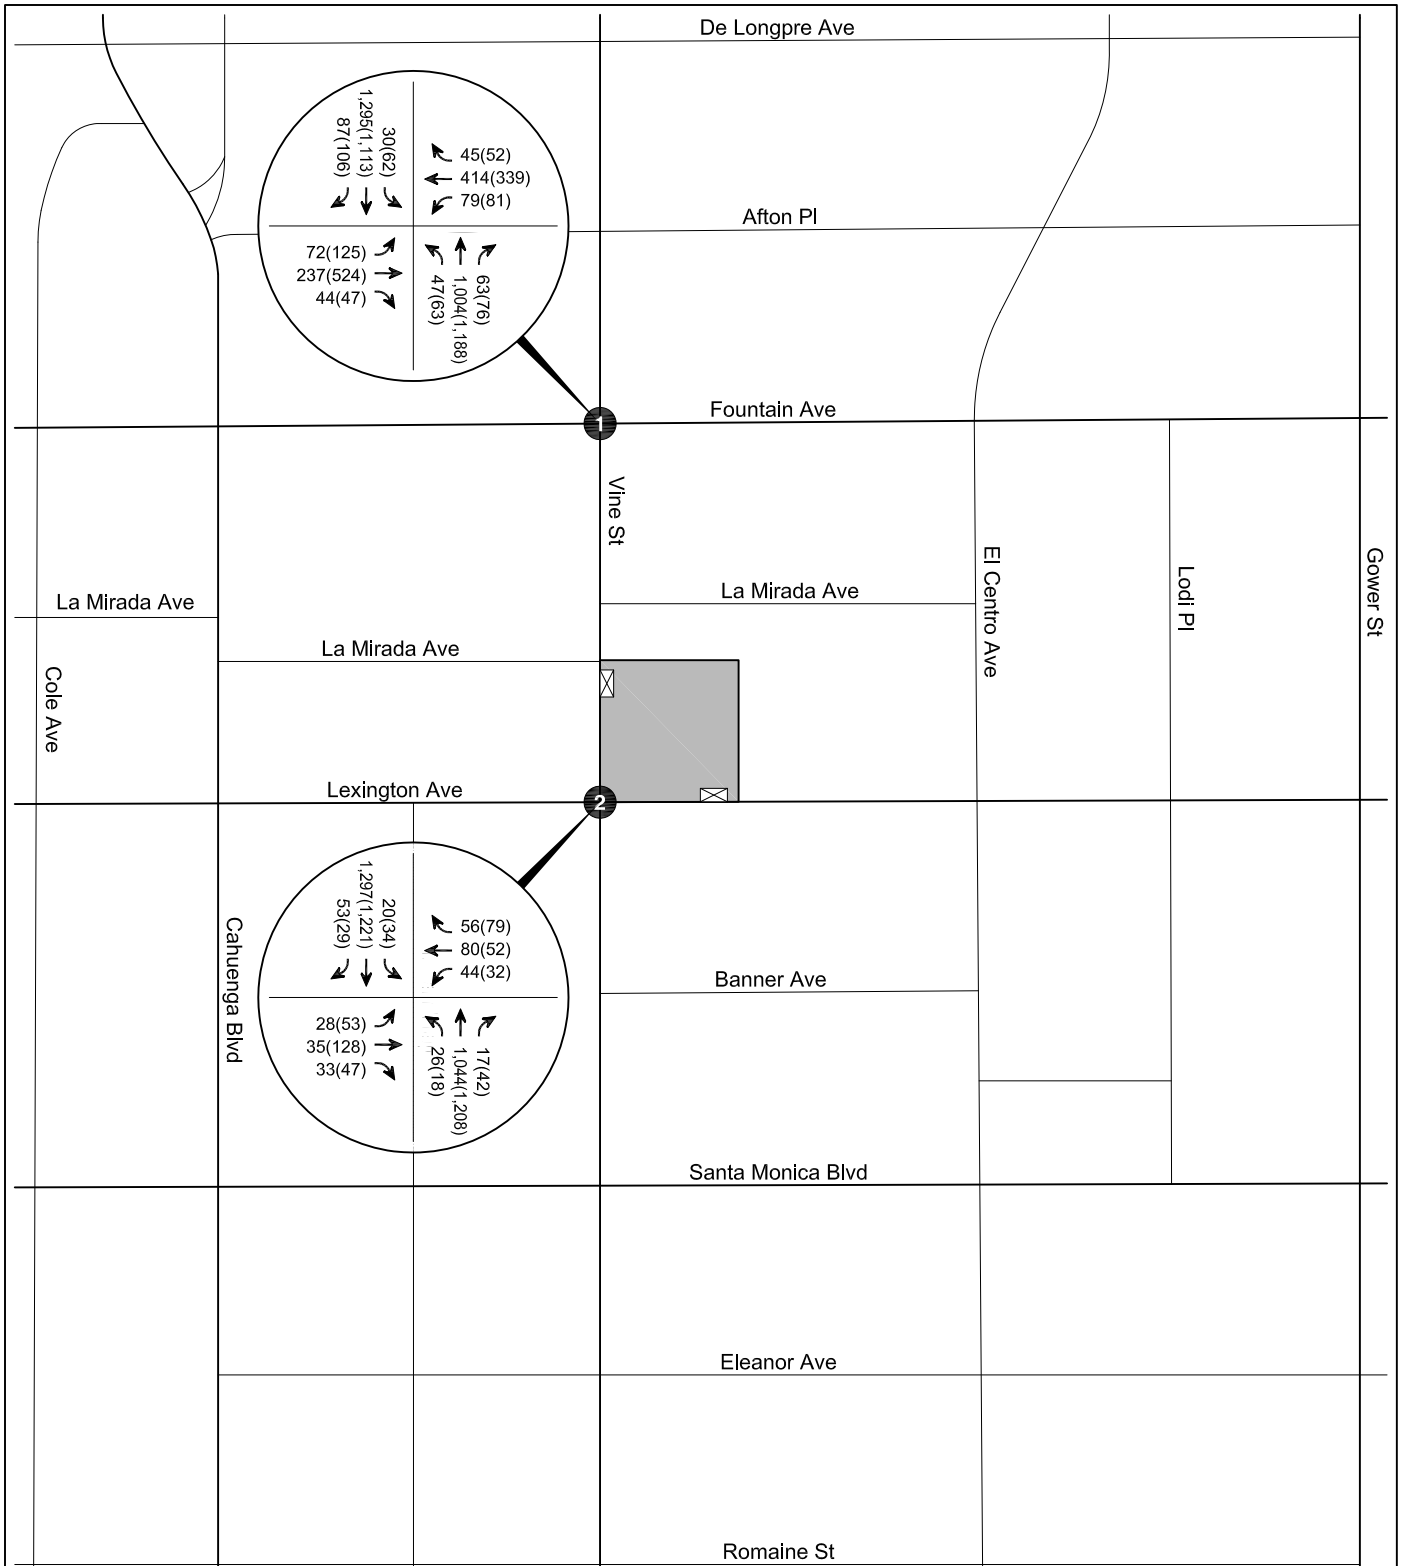 De Longpre Ave
30(62)
1,295(1,113)
87(106)
45(52)
414(339)
79(81)
Afton Pl
72(125)
237(524)
44(47)
63(76)
1,004(1,188)
47(63)
Fountain Ave
1
Vine St
El Centro Ave
Lodi Pl
Gower St
La Mirada Ave
La Mirada Ave
La Mirada Ave
Cole Ave
Lexington Ave
2
20(34)
1,297(1,221)
53(29)
56(79)
80(52)
44(32)
Cahuenga Blvd
Banner Ave
28(53)
35(128)
33(47)
17(42)
1,044(1,208)
26(18)
Santa Monica Blvd
Eleanor Ave
Romaine St